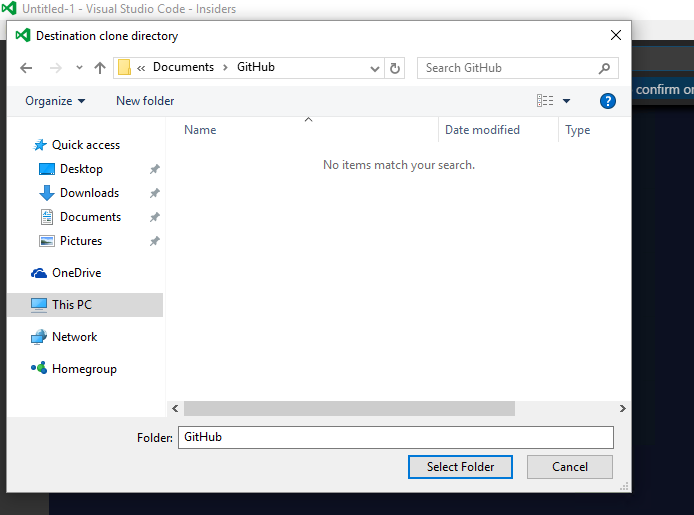 Untitled-1 - Visual Studio Code - Insiders
Destination clone directory
« Documents > GitHub
Search GitHub
confirm or
Organize
New folder
?
Name
Date modified
Type
No items match your search.
Quick access
Desktop
Downloads
Documents
Pictures
OneDrive
This PC
Network
Homegroup
Folder: GitHub
Select Folder
Cancel